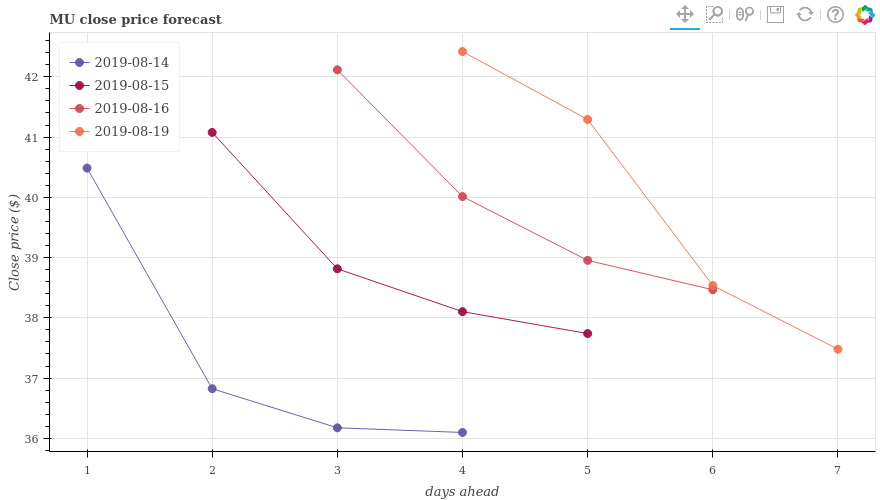 MU close price forecast
2019-08-14
2019-08-15
2019-08-16
2019-08-19
Close price ($)
42
41
40
39
38
37
36
1 2 3 4 5 6 7
days ahead